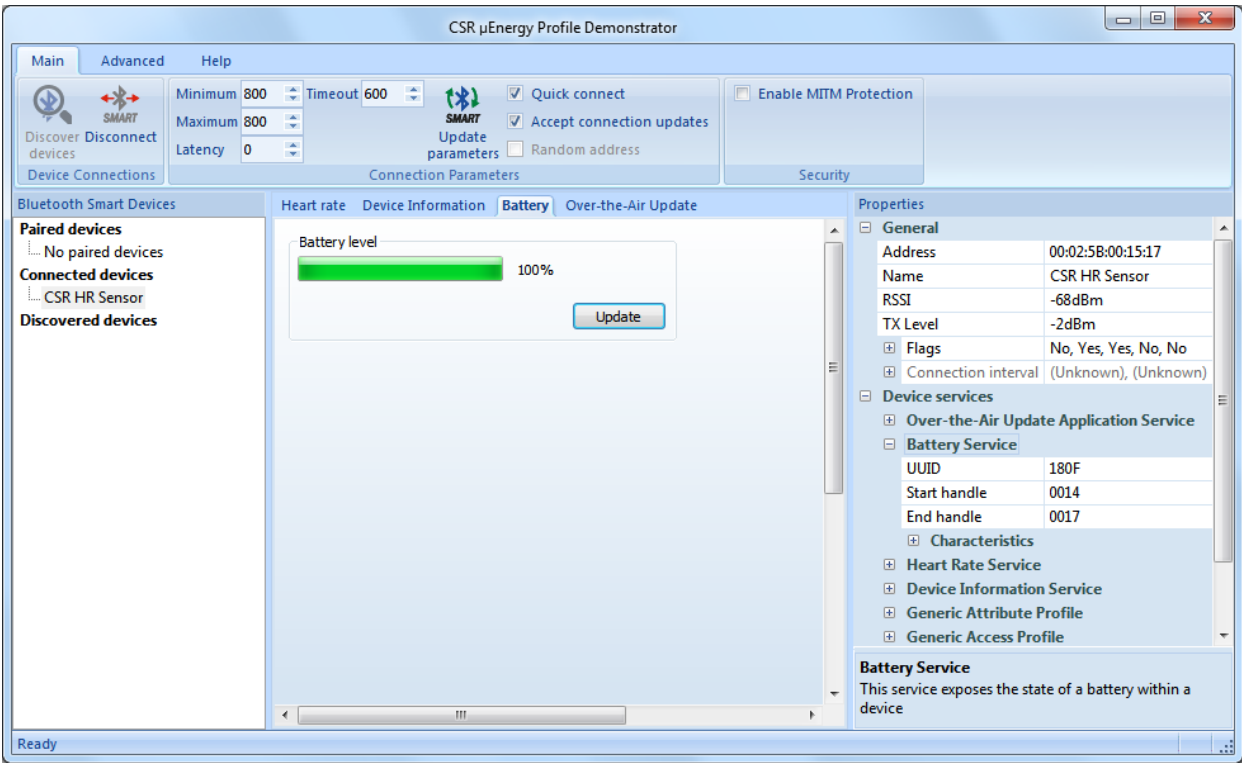 CSR µEnergy Profile Demonstrator
Main Advanced Help
Minimum 800 Timeout 600
Maximum 800
Latency 0
Discover devices
SMART
Disconnect
SMART
Update parameters
Quick connect
Accept connection updates
Random address
Enable MITM Protection
Device Connections
Connection Parameters
Security
Bluetooth Smart Devices
Paired devices
No paired devices
Connected devices
CSR HR Sensor
Discovered devices
Heart rate Device Information Battery Over-the-Air Update
Battery level
100%
Update
Properties
General
Address 00:02:5B:00:15:17
Name CSR HR Sensor
RSSI -68dBm
TX Level -2dBm
Flags No, Yes, Yes, No, No
Connection interval (Unknown), (Unknown)
Device services
Over-the-Air Update Application Service
Battery Service
UUID 180F
Start handle 0014
End handle 0017
Characteristics
Heart Rate Service
Device Information Service
Generic Attribute Profile
Generic Access Profile
Battery Service
This service exposes the state of a battery within a
device
Ready